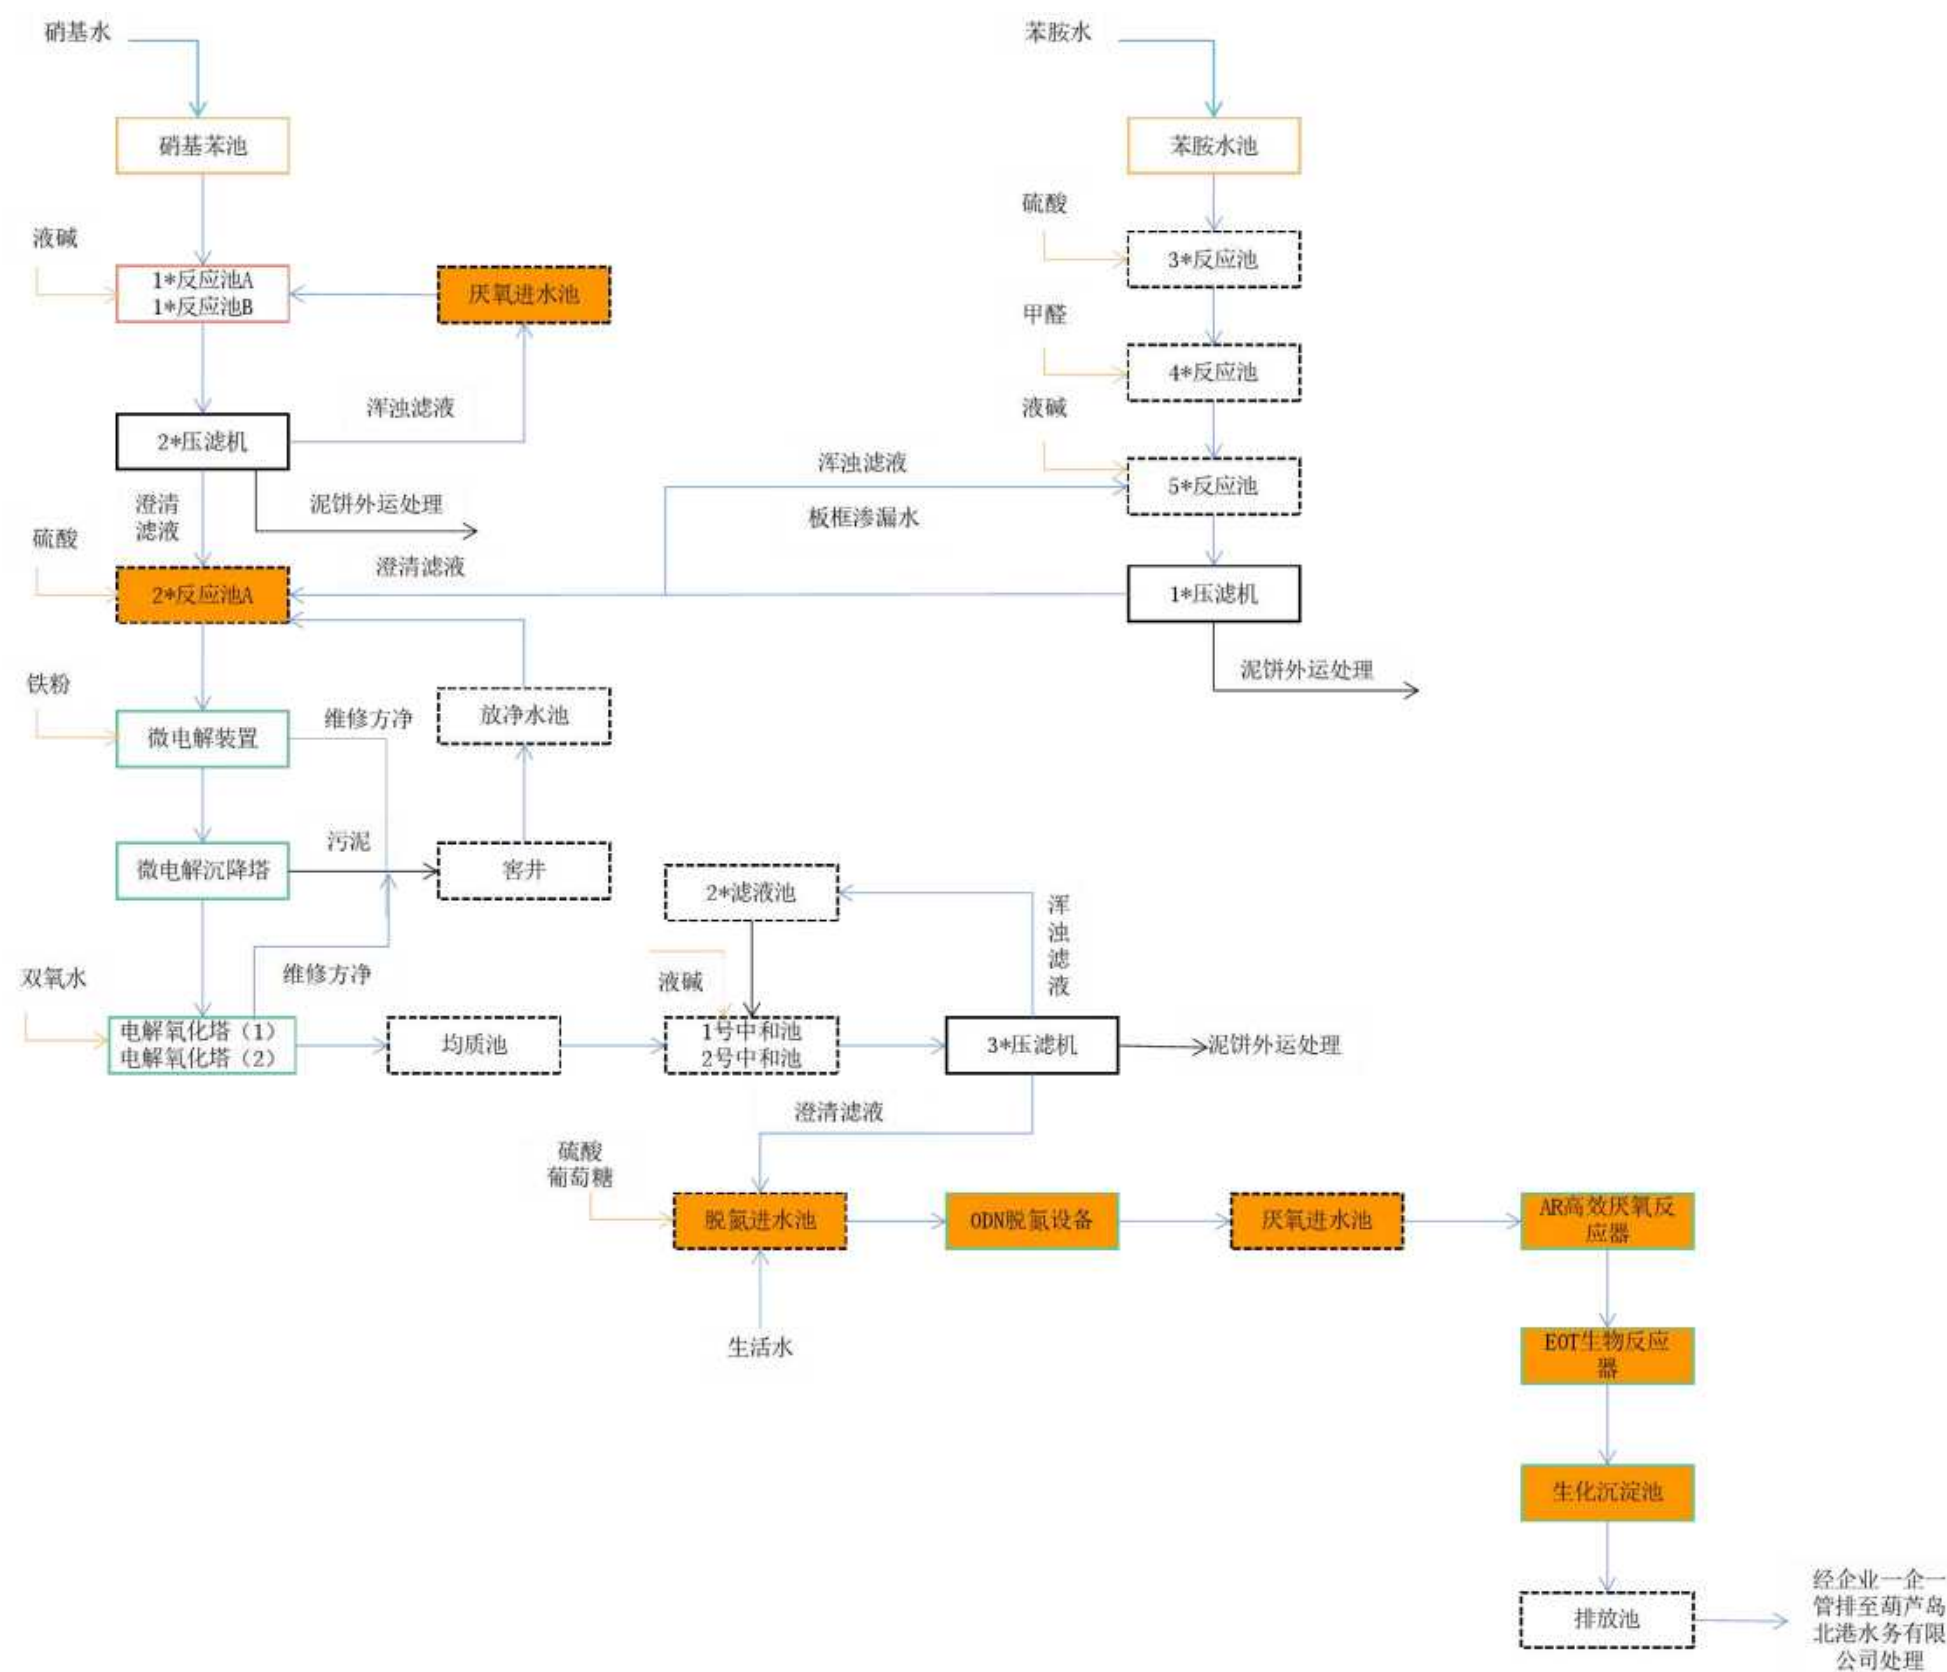 硝基水
苯胺水
硝基苯池
苯胺水池
硫酸
液碱
1*反应池A
1*反应池B
厌氧进水池
3*反应池
甲醛
4*反应池
液碱
浑浊滤液
2*压滤机
浑浊滤液
5*反应池
澄清
滤液
泥饼外运处理
板框渗漏水
硫酸
澄清滤液
2*反应池A
1*压滤机
泥饼外运处理
铁粉
维修方净
放净水池
微电解装置
污泥
微电解沉降塔
窖井
2*滤液池
浑
浊
滤
液
双氧水
维修方净
液碱
电解氧化塔（1）
电解氧化塔（2）
均质池
1号中和池
2号中和池
3*压滤机
泥饼外运处理
澄清滤液
硫酸
葡萄糖
脱氮进水池
ODN脱氮设备
厌氧进水池
AR高效厌氧反
应器
生活水
EOT生物反应
器
生化沉淀池
排放池
经企业一企一
管排至葫芦岛
北港水务有限
公司处理